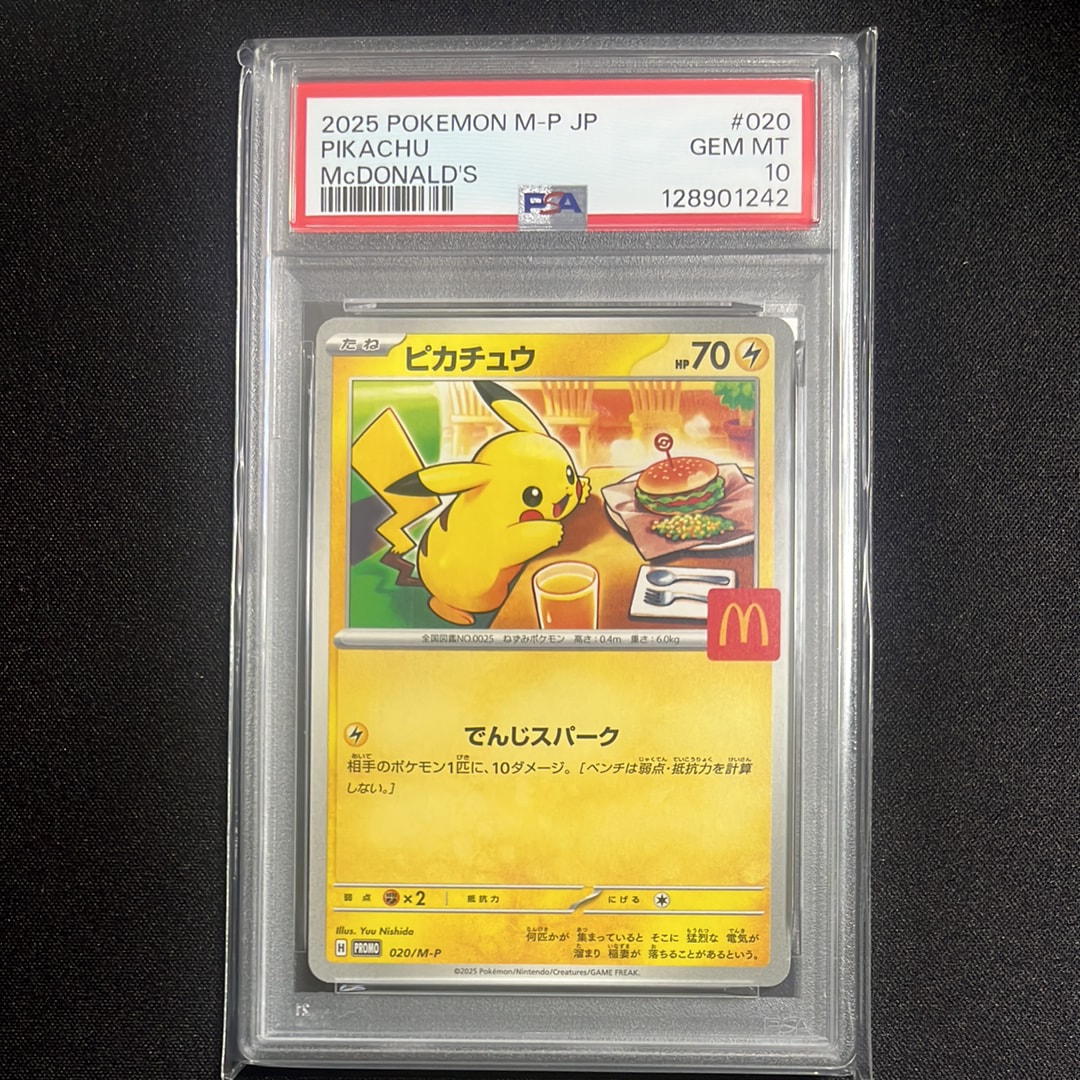 2025 POKEMON M-P JP #020
PIKACHU GEM MT
McDONALD'S 10
PSA 128901242
たね ピカチュウ HP70
全国図鑑NO.0025 ねずみポケモン 高さ:0.4m 重さ:6.0kg
でんじスパーク
相手のポケモン1匹に、10ダメージ。[ベンチは弱点・抵抗力を計算
しない。]
弱点 ×2 抵抗力 にげる
Illus. Yuu Nishida
H PROMO 020/M-P
何匹かが 集まっていると そこに 猛烈な 電気が
溜まり 稲妻が 落ちることがあるという。
©2025 Pokémon/Nintendo/Creatures/GAME FREAK.
PSA